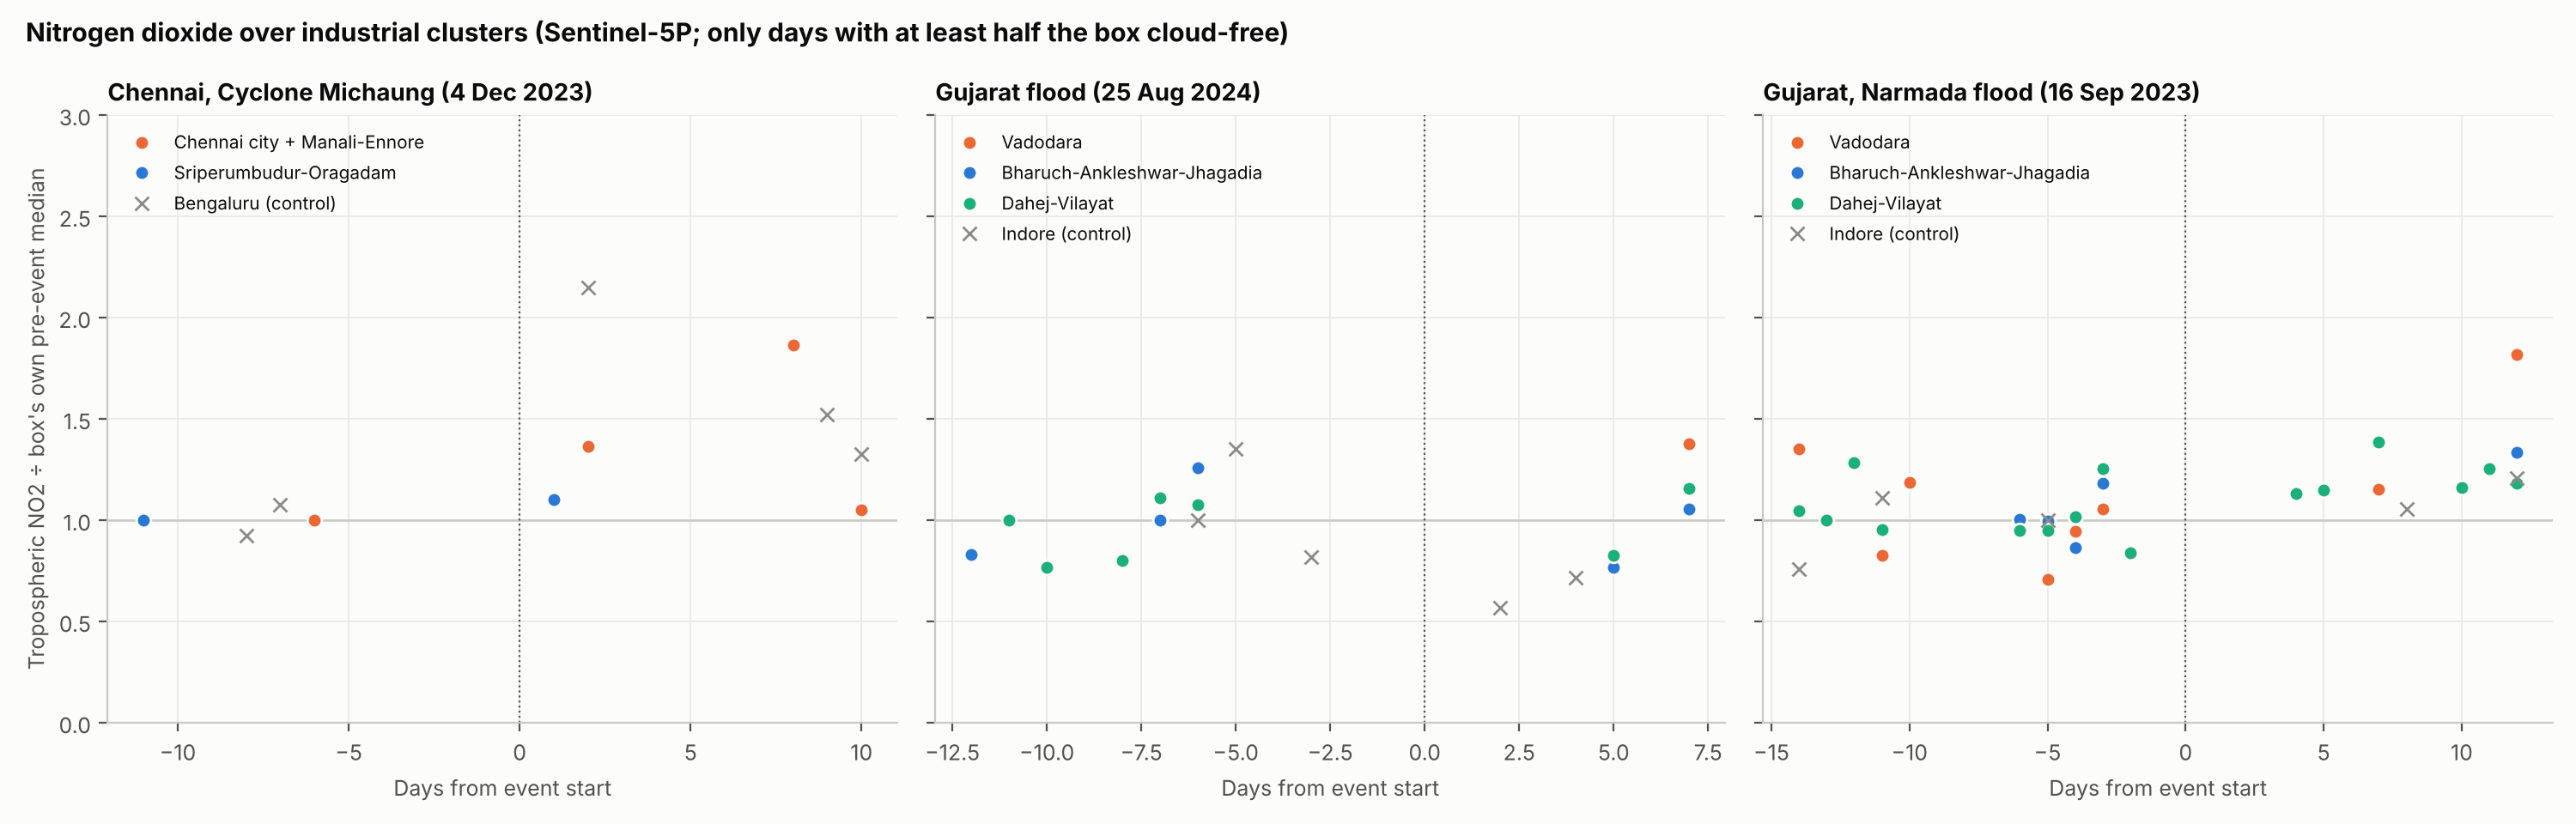 Nitrogen dioxide over industrial clusters (Sentinel-5P; only days with at least half the box cloud-free)
Chennai, Cyclone Michaung (4 Dec 2023)
Tropospheric NO2 ÷ box's own pre-event median
3.0
2.5
2.0
1.5
1.0
0.5
0.0
Chennai city + Manali-Ennore
Sriperumbudur-Oragadam
Bengaluru (control)
−10
−5
0
5
10
Days from event start
Gujarat flood (25 Aug 2024)
Vadodara
Bharuch-Ankleshwar-Jhagadia
Dahej-Vilayat
Indore (control)
−12.5
−10.0
−7.5
−5.0
−2.5
0.0
2.5
5.0
7.5
Days from event start
Gujarat, Narmada flood (16 Sep 2023)
Vadodara
Bharuch-Ankleshwar-Jhagadia
Dahej-Vilayat
Indore (control)
−15
−10
−5
0
5
10
Days from event start